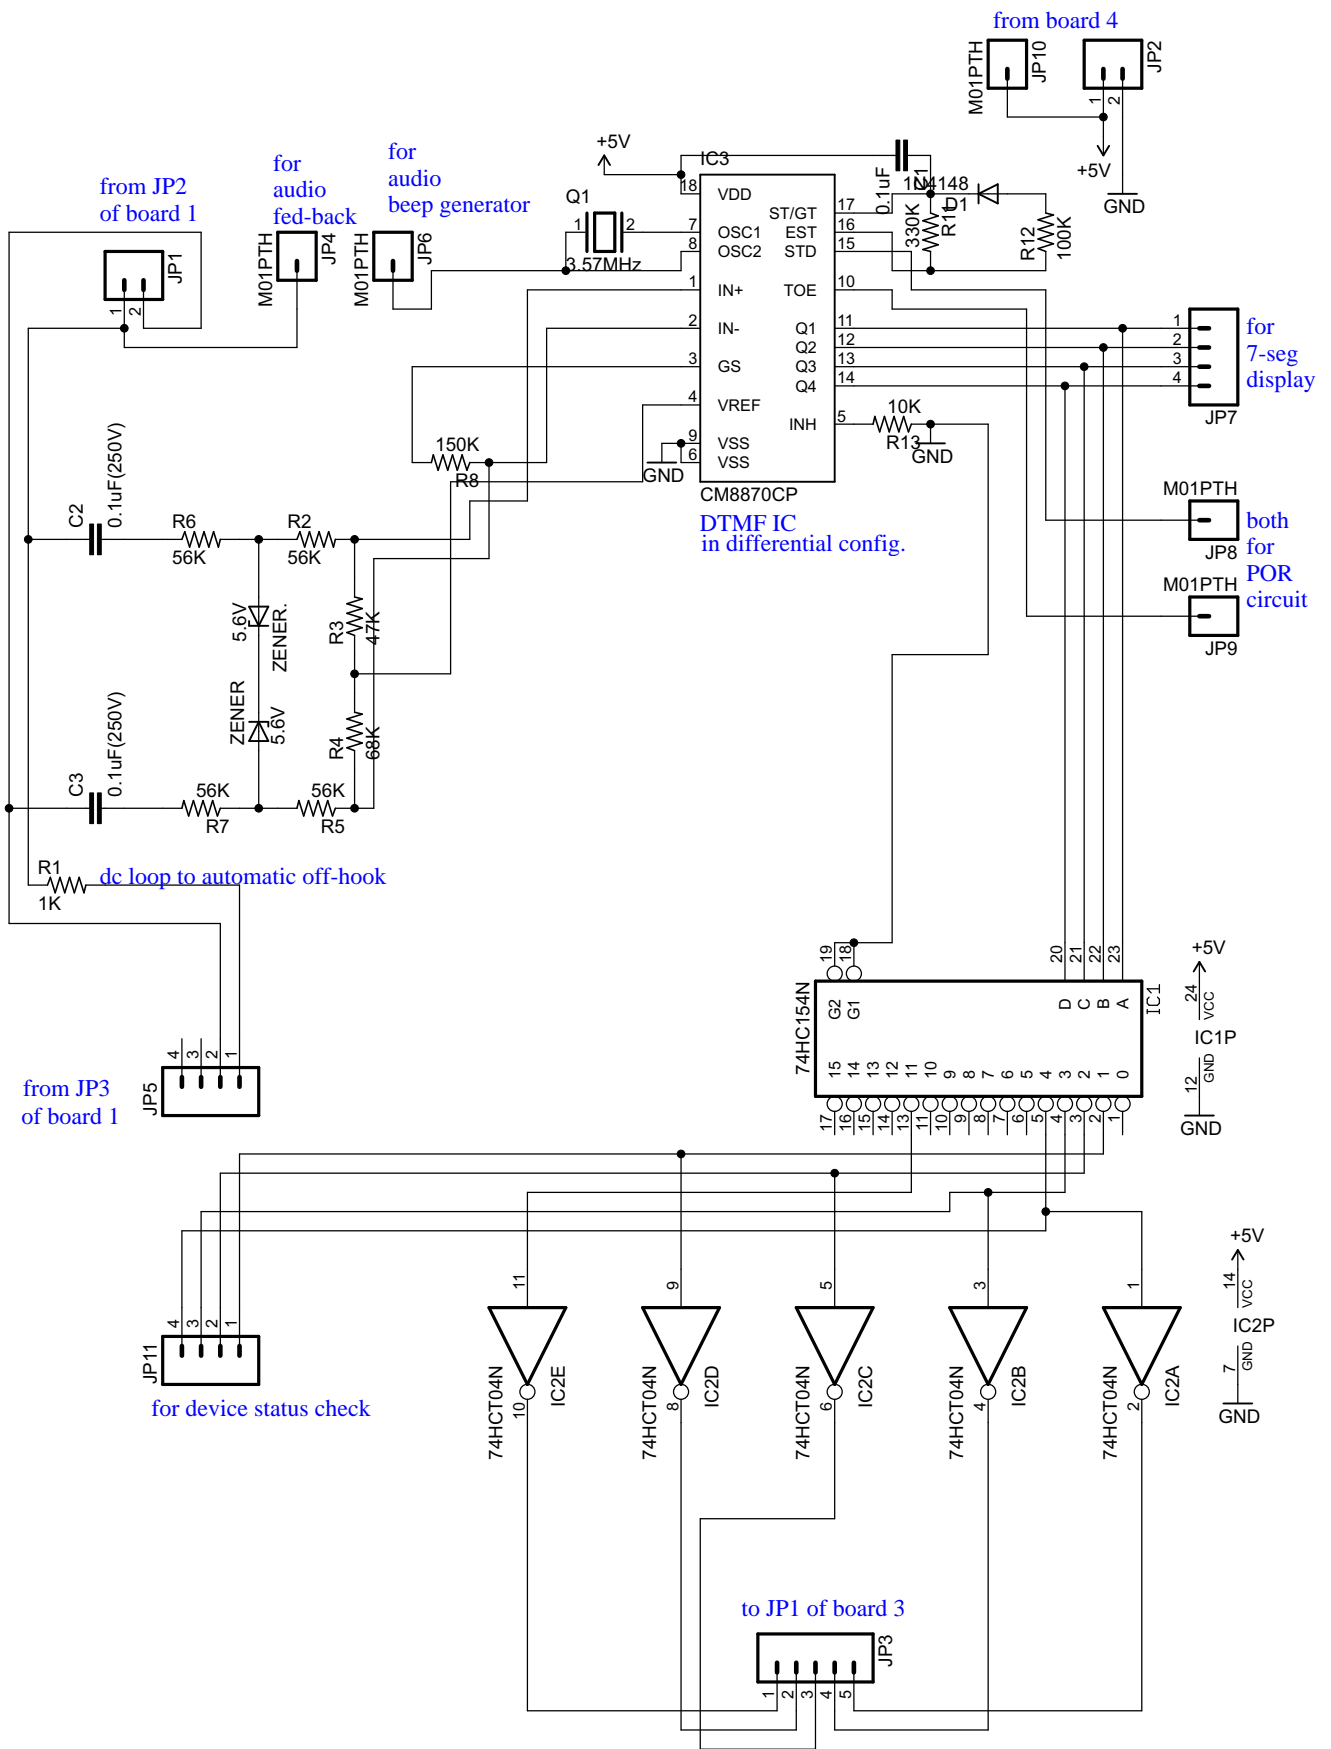 from board 4
M01PTH
JP10
JP2
1
2
+5V
GND
from JP2
of board 1
JP1
1
2
for
audio
fed-back
M01PTH
JP4
for
audio
beep generator
M01PTH
JP6
+5V
Q1
1
2
3.57MHz
IC3
18
VDD
7
OSC1
8
OSC2
1
IN+
2
IN-
3
GS
4
VREF
9
VSS
6
VSS
GND
ST/GT
17
EST
16
STD
15
TOE
10
Q1
11
Q2
12
Q3
13
Q4
14
INH
5
CM8870CP
DTMF IC
in differential config.
0.1uF
C1
1N4148
D1
330K
R11
R12
100K
10K
R13
GND
1
2
3
4
JP7
for
7-seg
display
M01PTH
JP8
M01PTH
JP9
both
for
POR
circuit
150K
R8
C2
0.1uF(250V)
R6
56K
R2
56K
5.6V
ZENER.
R3
47K
ZENER
5.6V
R4
68K
C3
0.1uF(250V)
56K
R7
56K
R5
R1
1K
dc loop to automatic off-hook
4
3
2
1
JP5
from JP3
of board 1
74HC154N
19
18
20
21
22
23
G2
G1
D
C
B
A
IC1
15
14
13
12
11
10
9
8
7
6
5
4
3
2
1
0
17
16
15
14
13
11
10
9
8
7
6
5
4
3
2
1
+5V
24
VCC
IC1P
12
GND
GND
4
3
2
1
JP11
for device status check
11
74HCT04N
10
IC2E
9
74HCT04N
8
IC2D
5
74HCT04N
6
IC2C
3
74HCT04N
4
IC2B
1
74HCT04N
2
IC2A
+5V
14
VCC
IC2P
7
GND
GND
to JP1 of board 3
JP3
1
2
3
4
5